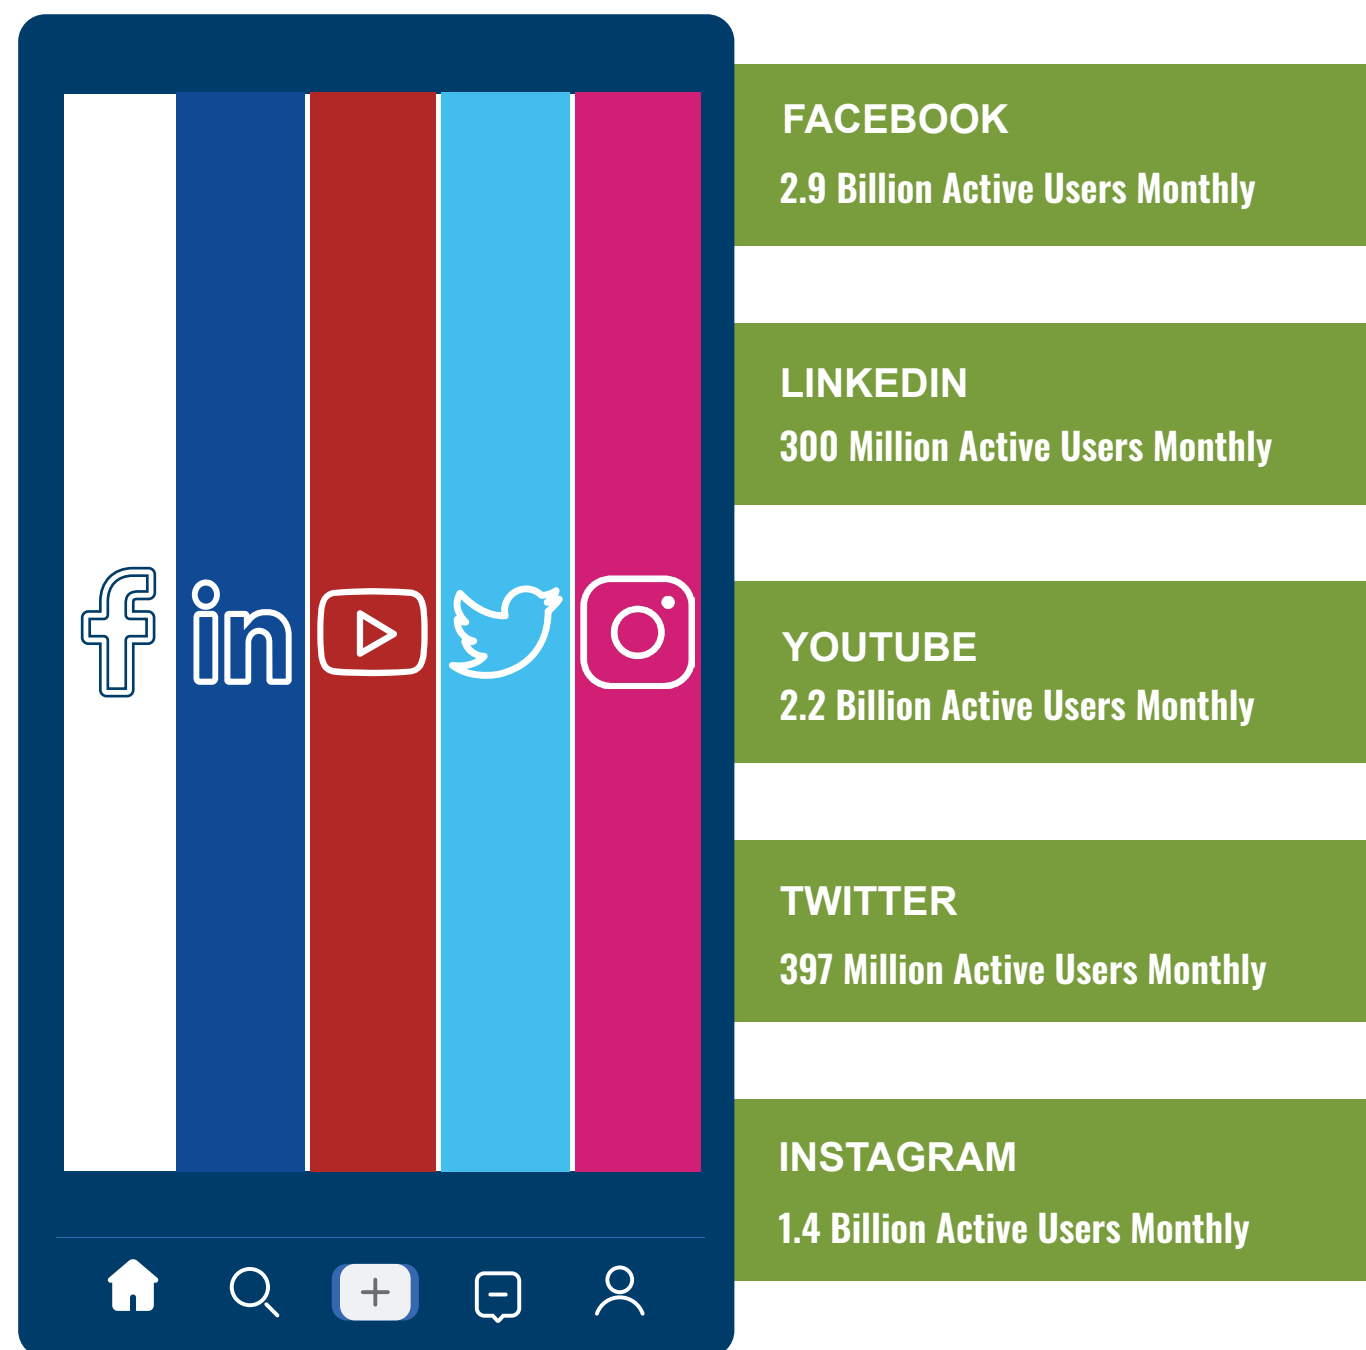 FACEBOOK
2.9 Billion Active Users Monthly
LINKEDIN
300 Million Active Users Monthly
YOUTUBE
2.2 Billion Active Users Monthly
TWITTER
397 Million Active Users Monthly
INSTAGRAM
1.4 Billion Active Users Monthly
f
in